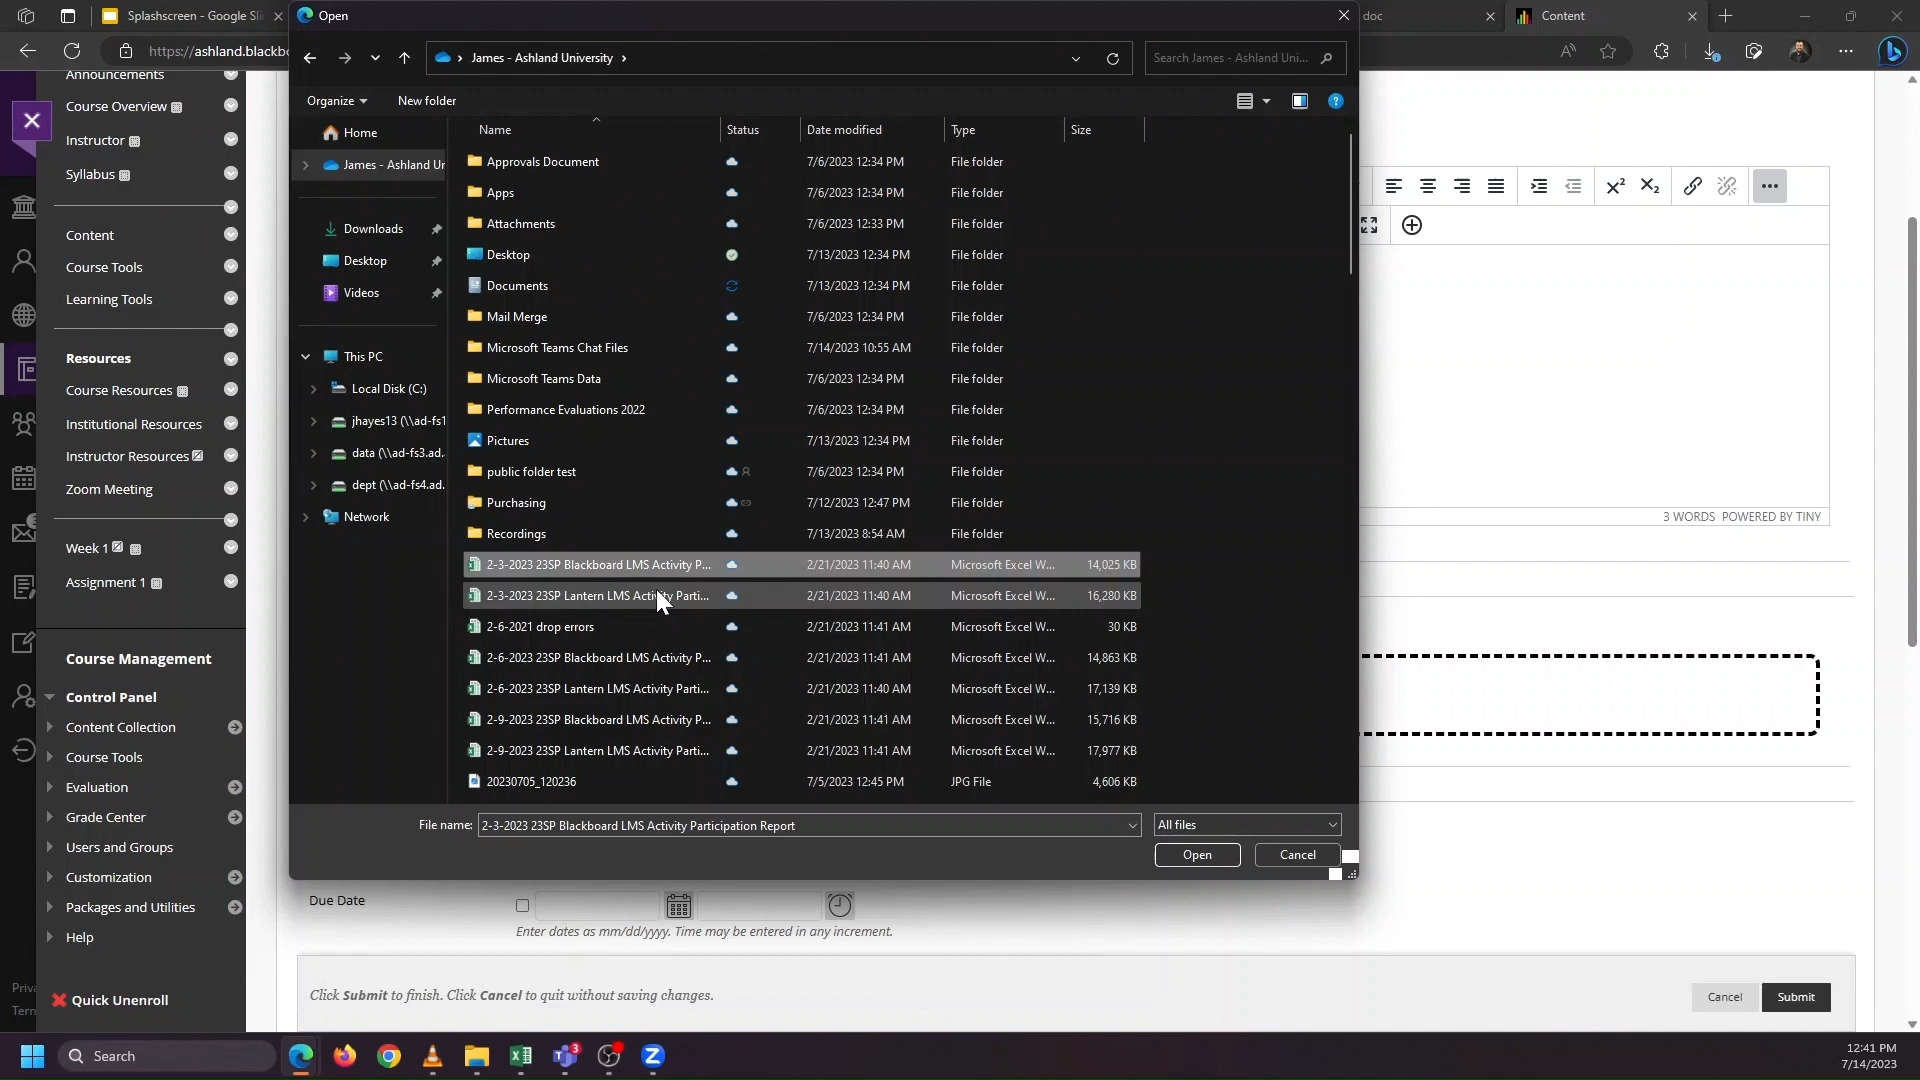 Splashscreen - Google Sli
Open
doc
Content
https://ashland.blackbo
James - Ashland University
Search James - Ashland Uni...
Organize
New folder
Announcements
Course Overview
Instructor
Syllabus
Content
Course Tools
Learning Tools
Resources
Course Resources
Institutional Resources
Instructor Resources
Zoom Meeting
Week 1
Assignment 1
Course Management
Control Panel
Content Collection
Course Tools
Evaluation
Grade Center
Users and Groups
Customization
Packages and Utilities
Help
Quick Unenroll
Priva
Term
Home
James - Ashland Ur
Downloads
Desktop
Videos
This PC
Local Disk (C:)
jhayes13 (\\ad-fs1
data (\\ad-fs3.ad.
dept (\\ad-fs4.ad.
Network
Name Status Date modified Type Size
Approvals Document 7/6/2023 12:34 PM File folder
Apps 7/6/2023 12:34 PM File folder
Attachments 7/6/2023 12:33 PM File folder
Desktop 7/13/2023 12:34 PM File folder
Documents 7/13/2023 12:34 PM File folder
Mail Merge 7/6/2023 12:34 PM File folder
Microsoft Teams Chat Files 7/14/2023 10:55 AM File folder
Microsoft Teams Data 7/6/2023 12:34 PM File folder
Performance Evaluations 2022 7/6/2023 12:34 PM File folder
Pictures 7/13/2023 12:34 PM File folder
public folder test 7/6/2023 12:34 PM File folder
Purchasing 7/12/2023 12:47 PM File folder
Recordings 7/13/2023 8:54 AM File folder
2-3-2023 23SP Blackboard LMS Activity P... 2/21/2023 11:40 AM Microsoft Excel W... 14,025 KB
2-3-2023 23SP Lantern LMS Activity Parti... 2/21/2023 11:40 AM Microsoft Excel W... 16,280 KB
2-6-2021 drop errors 2/21/2023 11:41 AM Microsoft Excel W... 30 KB
2-6-2023 23SP Blackboard LMS Activity P... 2/21/2023 11:41 AM Microsoft Excel W... 14,863 KB
2-6-2023 23SP Lantern LMS Activity Parti... 2/21/2023 11:40 AM Microsoft Excel W... 17,139 KB
2-9-2023 23SP Blackboard LMS Activity P... 2/21/2023 11:41 AM Microsoft Excel W... 15,716 KB
2-9-2023 23SP Lantern LMS Activity Parti... 2/21/2023 11:41 AM Microsoft Excel W... 17,977 KB
20230705_120236 7/5/2023 12:45 PM JPG File 4,606 KB
File name: 2-3-2023 23SP Blackboard LMS Activity Participation Report All files
Open Cancel
3 WORDS POWERED BY TINY
Due Date
Enter dates as mm/dd/yyyy. Time may be entered in any increment.
Click Submit to finish. Click Cancel to quit without saving changes.
Cancel Submit
Search
3
12:41 PM
7/14/2023